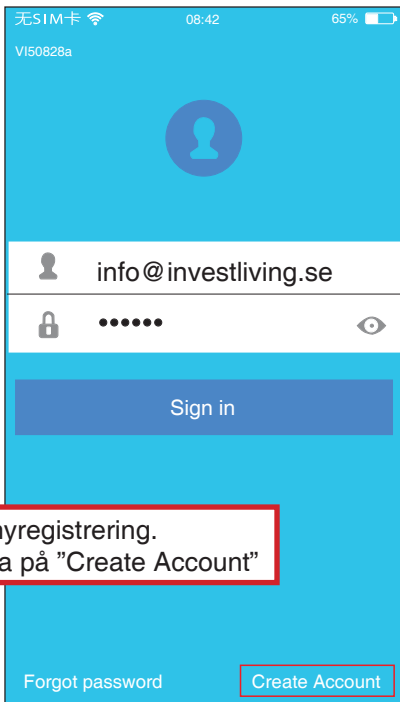 无SIM卡 08:42 65%
VI50828a
info@investliving.se
••••••
Sign in
nyregistrering.
a på ”Create Account”
Forgot password Create Account